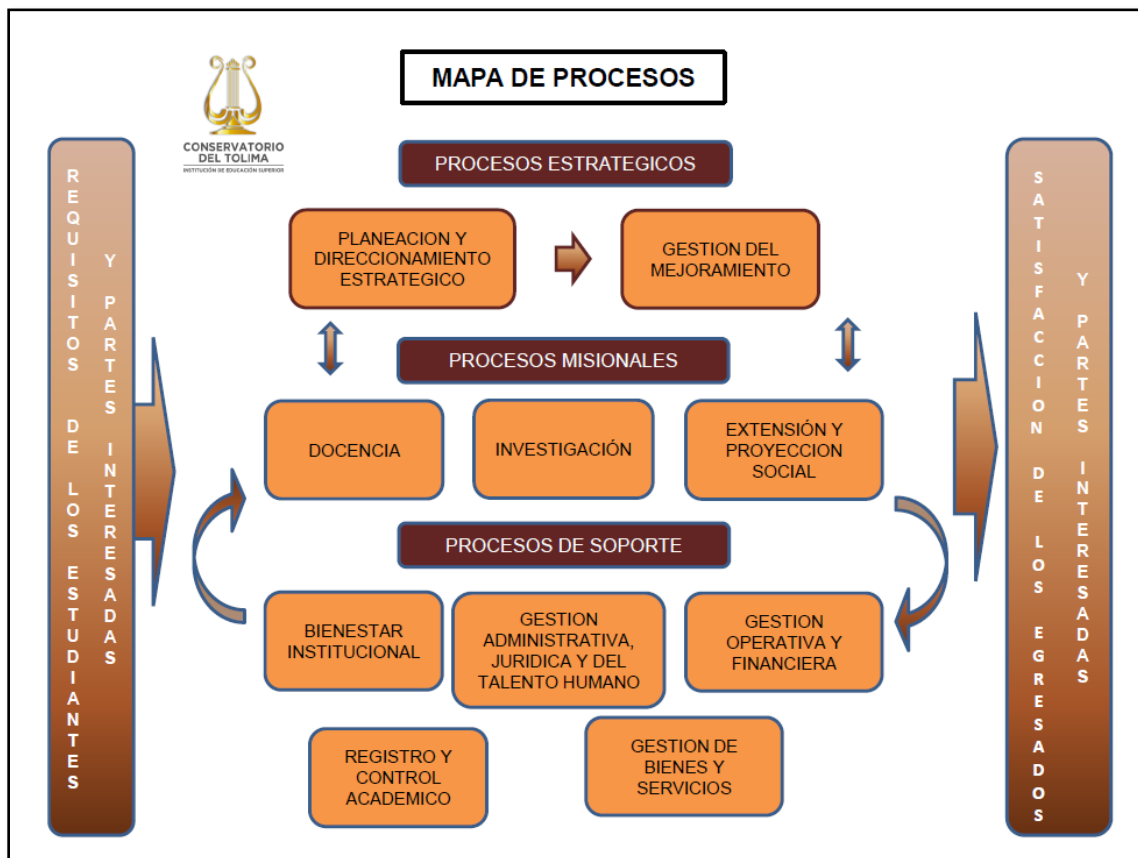 MAPA DE PROCESOS
CONSERVATORIO
DEL TOLIMA
INSTITUCIÓN DE EDUCACIÓN SUPERIOR
REQUISITOS DE LOS ESTUDIANTES
Y PARTES INTERESADAS
PROCESOS ESTRATEGICOS
PLANEACION Y
DIRECCIONAMIENTO
ESTRATEGICO
GESTION DEL
MEJORAMIENTO
PROCESOS MISIONALES
DOCENCIA
INVESTIGACIÓN
EXTENSIÓN Y
PROYECCION
SOCIAL
PROCESOS DE SOPORTE
BIENESTAR
INSTITUCIONAL
GESTION
ADMINISTRATIVA,
JURIDICA Y DEL
TALENTO HUMANO
GESTION
OPERATIVA Y
FINANCIERA
REGISTRO Y
CONTROL
ACADEMICO
GESTION DE
BIENES Y
SERVICIOS
SATISFACCION DE LOS EGRESADOS
Y PARTES INTERESADAS